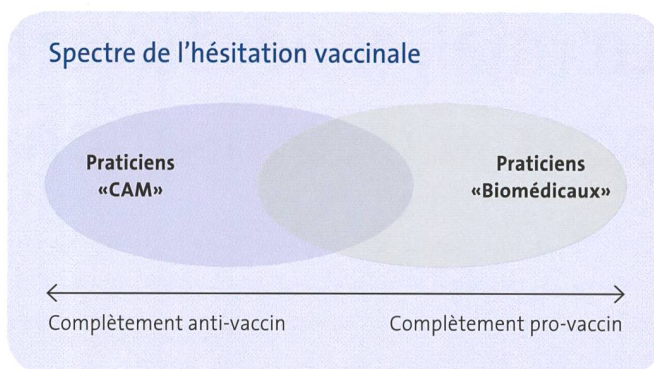 Spectre de l'hésitation vaccinale
Praticiens
«CAM»
Praticiens
«Biomédicaux»
Complètement anti-vaccin
Complètement pro-vaccin